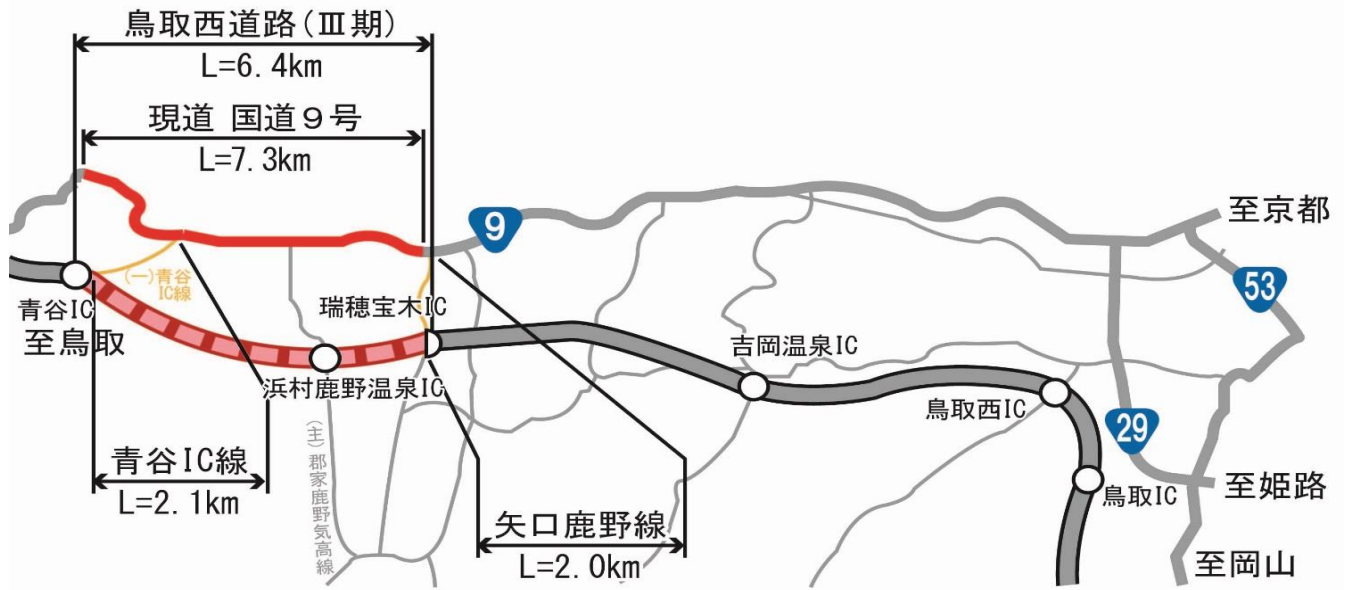 鳥取西道路(Ⅲ期)
L=6.4km
現道 国道９号
L=7.3km
9
至京都
53
(一)青谷
IC線
青谷IC
至鳥取
瑞穂宝木IC
浜村鹿野温泉IC
吉岡温泉IC
鳥取西IC
29
鳥取IC
至姫路
(主)郡家鹿野気高線
青谷IC線
L=2.1km
矢口鹿野線
L=2.0km
至岡山